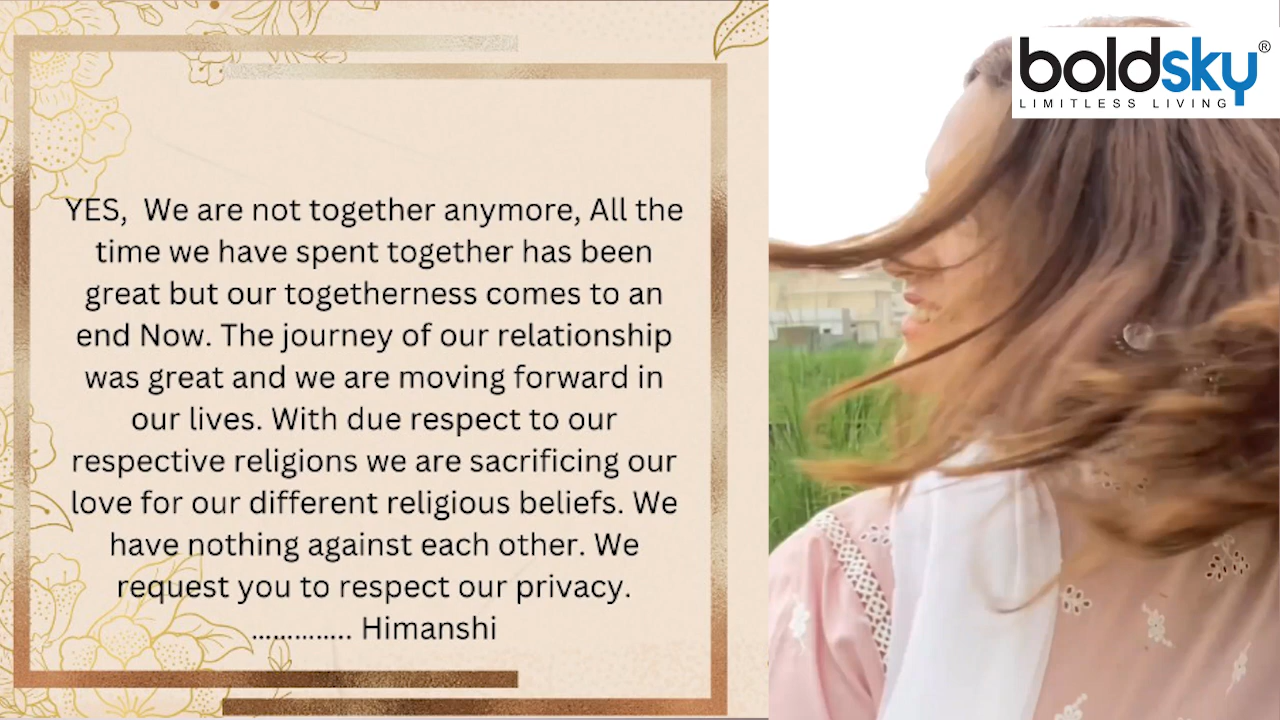 YES,  We are not together anymore, All the
time we have spent together has been
great but our togetherness comes to an
end Now. The journey of our relationship
was great and we are moving forward in
our lives. With due respect to our
respective religions we are sacrificing our
love for our different religious beliefs. We
have nothing against each other. We
request you to respect our privacy.
………….. Himanshi
boldsky®
LIMITLESS LIVING